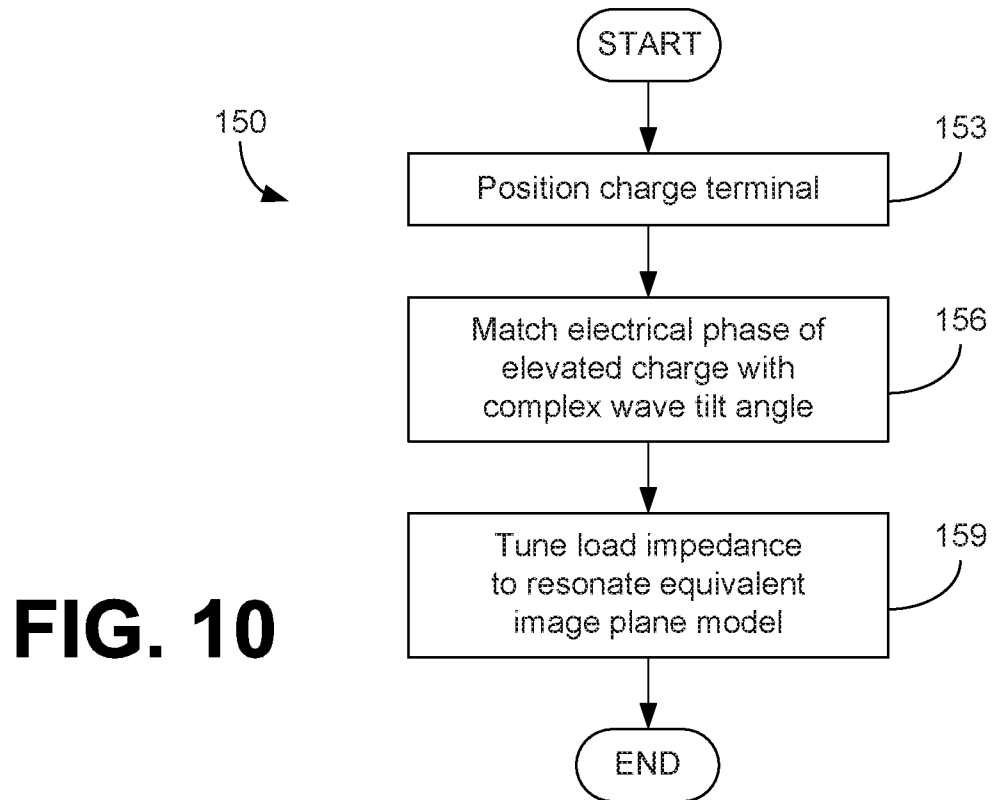 START
150
153
Position charge terminal
156
Match electrical phase of
elevated charge with
complex wave tilt angle
159
Tune load impedance
to resonate equivalent
image plane model
FIG. 10
END